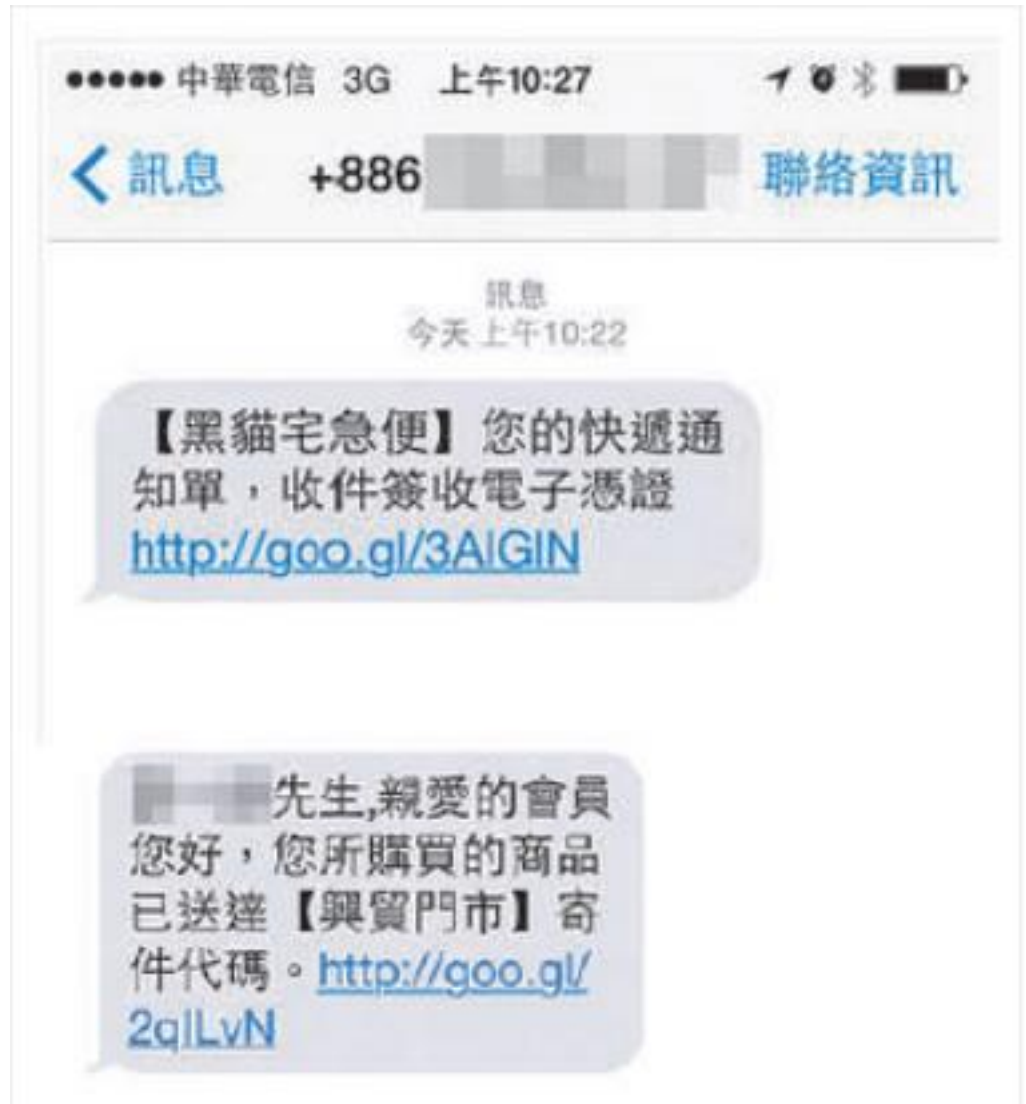 中華電信 3G 上午10:27
訊息 +886 聯絡資訊
訊息
今天 上午10:22
【黑貓宅急便】您的快遞通
知單,收件簽收電子憑證
http://goo.gl/3AIGIN
先生,親愛的會員
您好,您所購買的商品
已送達【興貿門市】寄
件代碼。http://goo.gl/
2qILvN